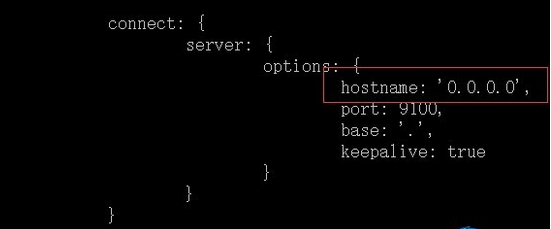 connect: {
server: {
options: {
hostname: '0.0.0.0',
port: 9100,
base: '.',
keepalive: true
}
}
}